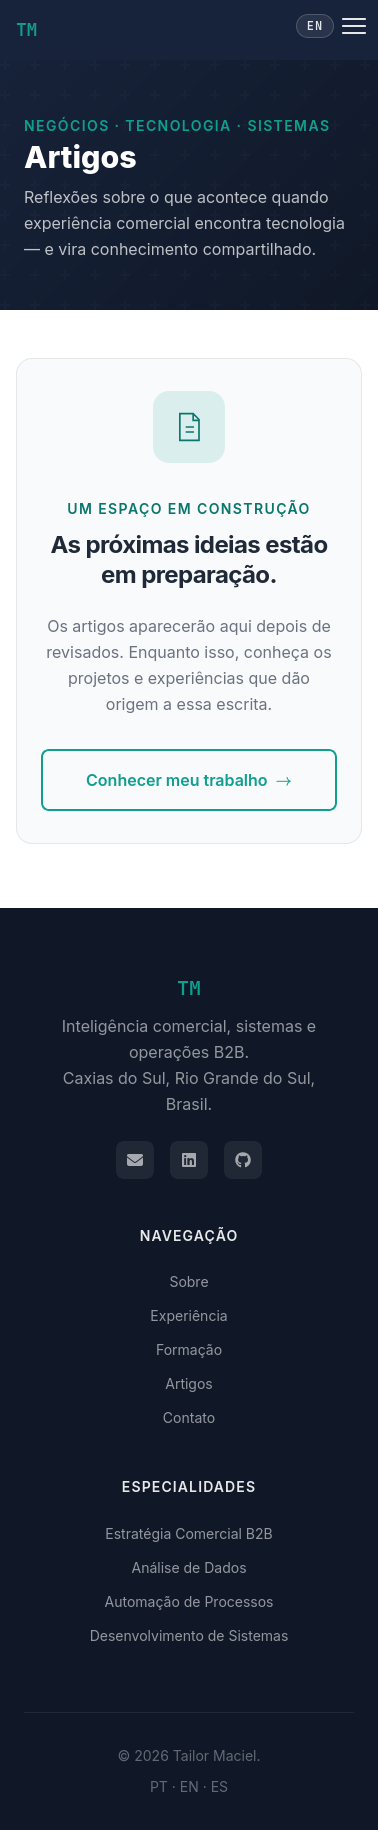 TM
EN
NEGÓCIOS · TECNOLOGIA · SISTEMAS
Artigos
Reflexões sobre o que acontece quando
experiência comercial encontra tecnologia
— e vira conhecimento compartilhado.
UM ESPAÇO EM CONSTRUÇÃO
As próximas ideias estão
em preparação.
Os artigos aparecerão aqui depois de
revisados. Enquanto isso, conheça os
projetos e experiências que dão
origem a essa escrita.
Conhecer meu trabalho →
TM
Inteligência comercial, sistemas e
operações B2B.
Caxias do Sul, Rio Grande do Sul,
Brasil.
NAVEGAÇÃO
Sobre
Experiência
Formação
Artigos
Contato
ESPECIALIDADES
Estratégia Comercial B2B
Análise de Dados
Automação de Processos
Desenvolvimento de Sistemas
© 2026 Tailor Maciel.
PT · EN · ES